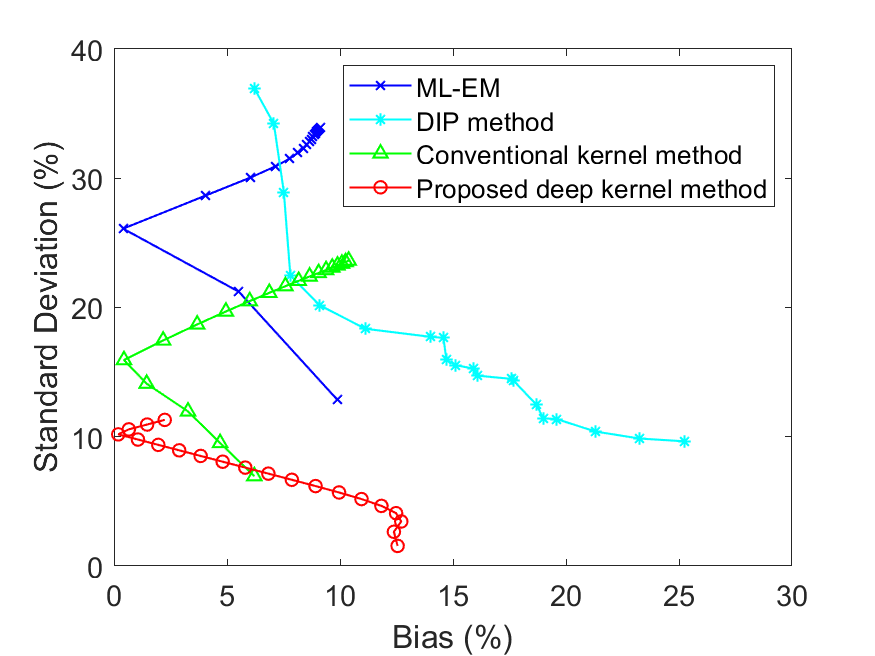 40
30
20
10
0
Standard Deviation (%)
ML-EM
DIP method
Conventional kernel method
Proposed deep kernel method
0 5 10 15 20 25 30
Bias (%)